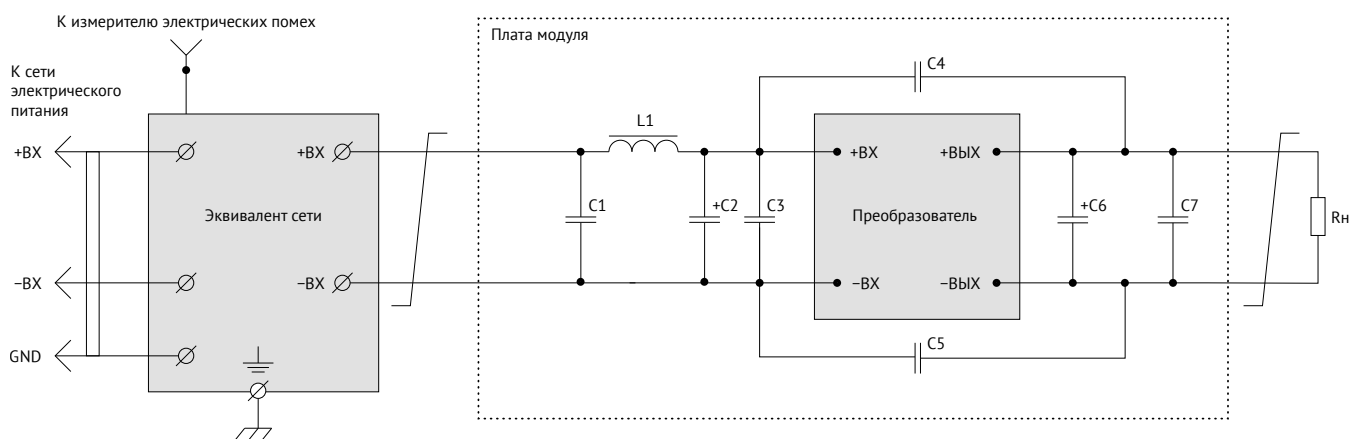 К измерителю электрических помех
К сети
электрического
питания
Плата модуля
C4
L1
+ВХ
+ВХ
+ВХ
+ВЫХ
Эквивалент сети
C1
+C2
C3
Преобразователь
+C6
C7
Rн
–ВХ
–ВХ
–ВХ
–ВЫХ
C5
GND